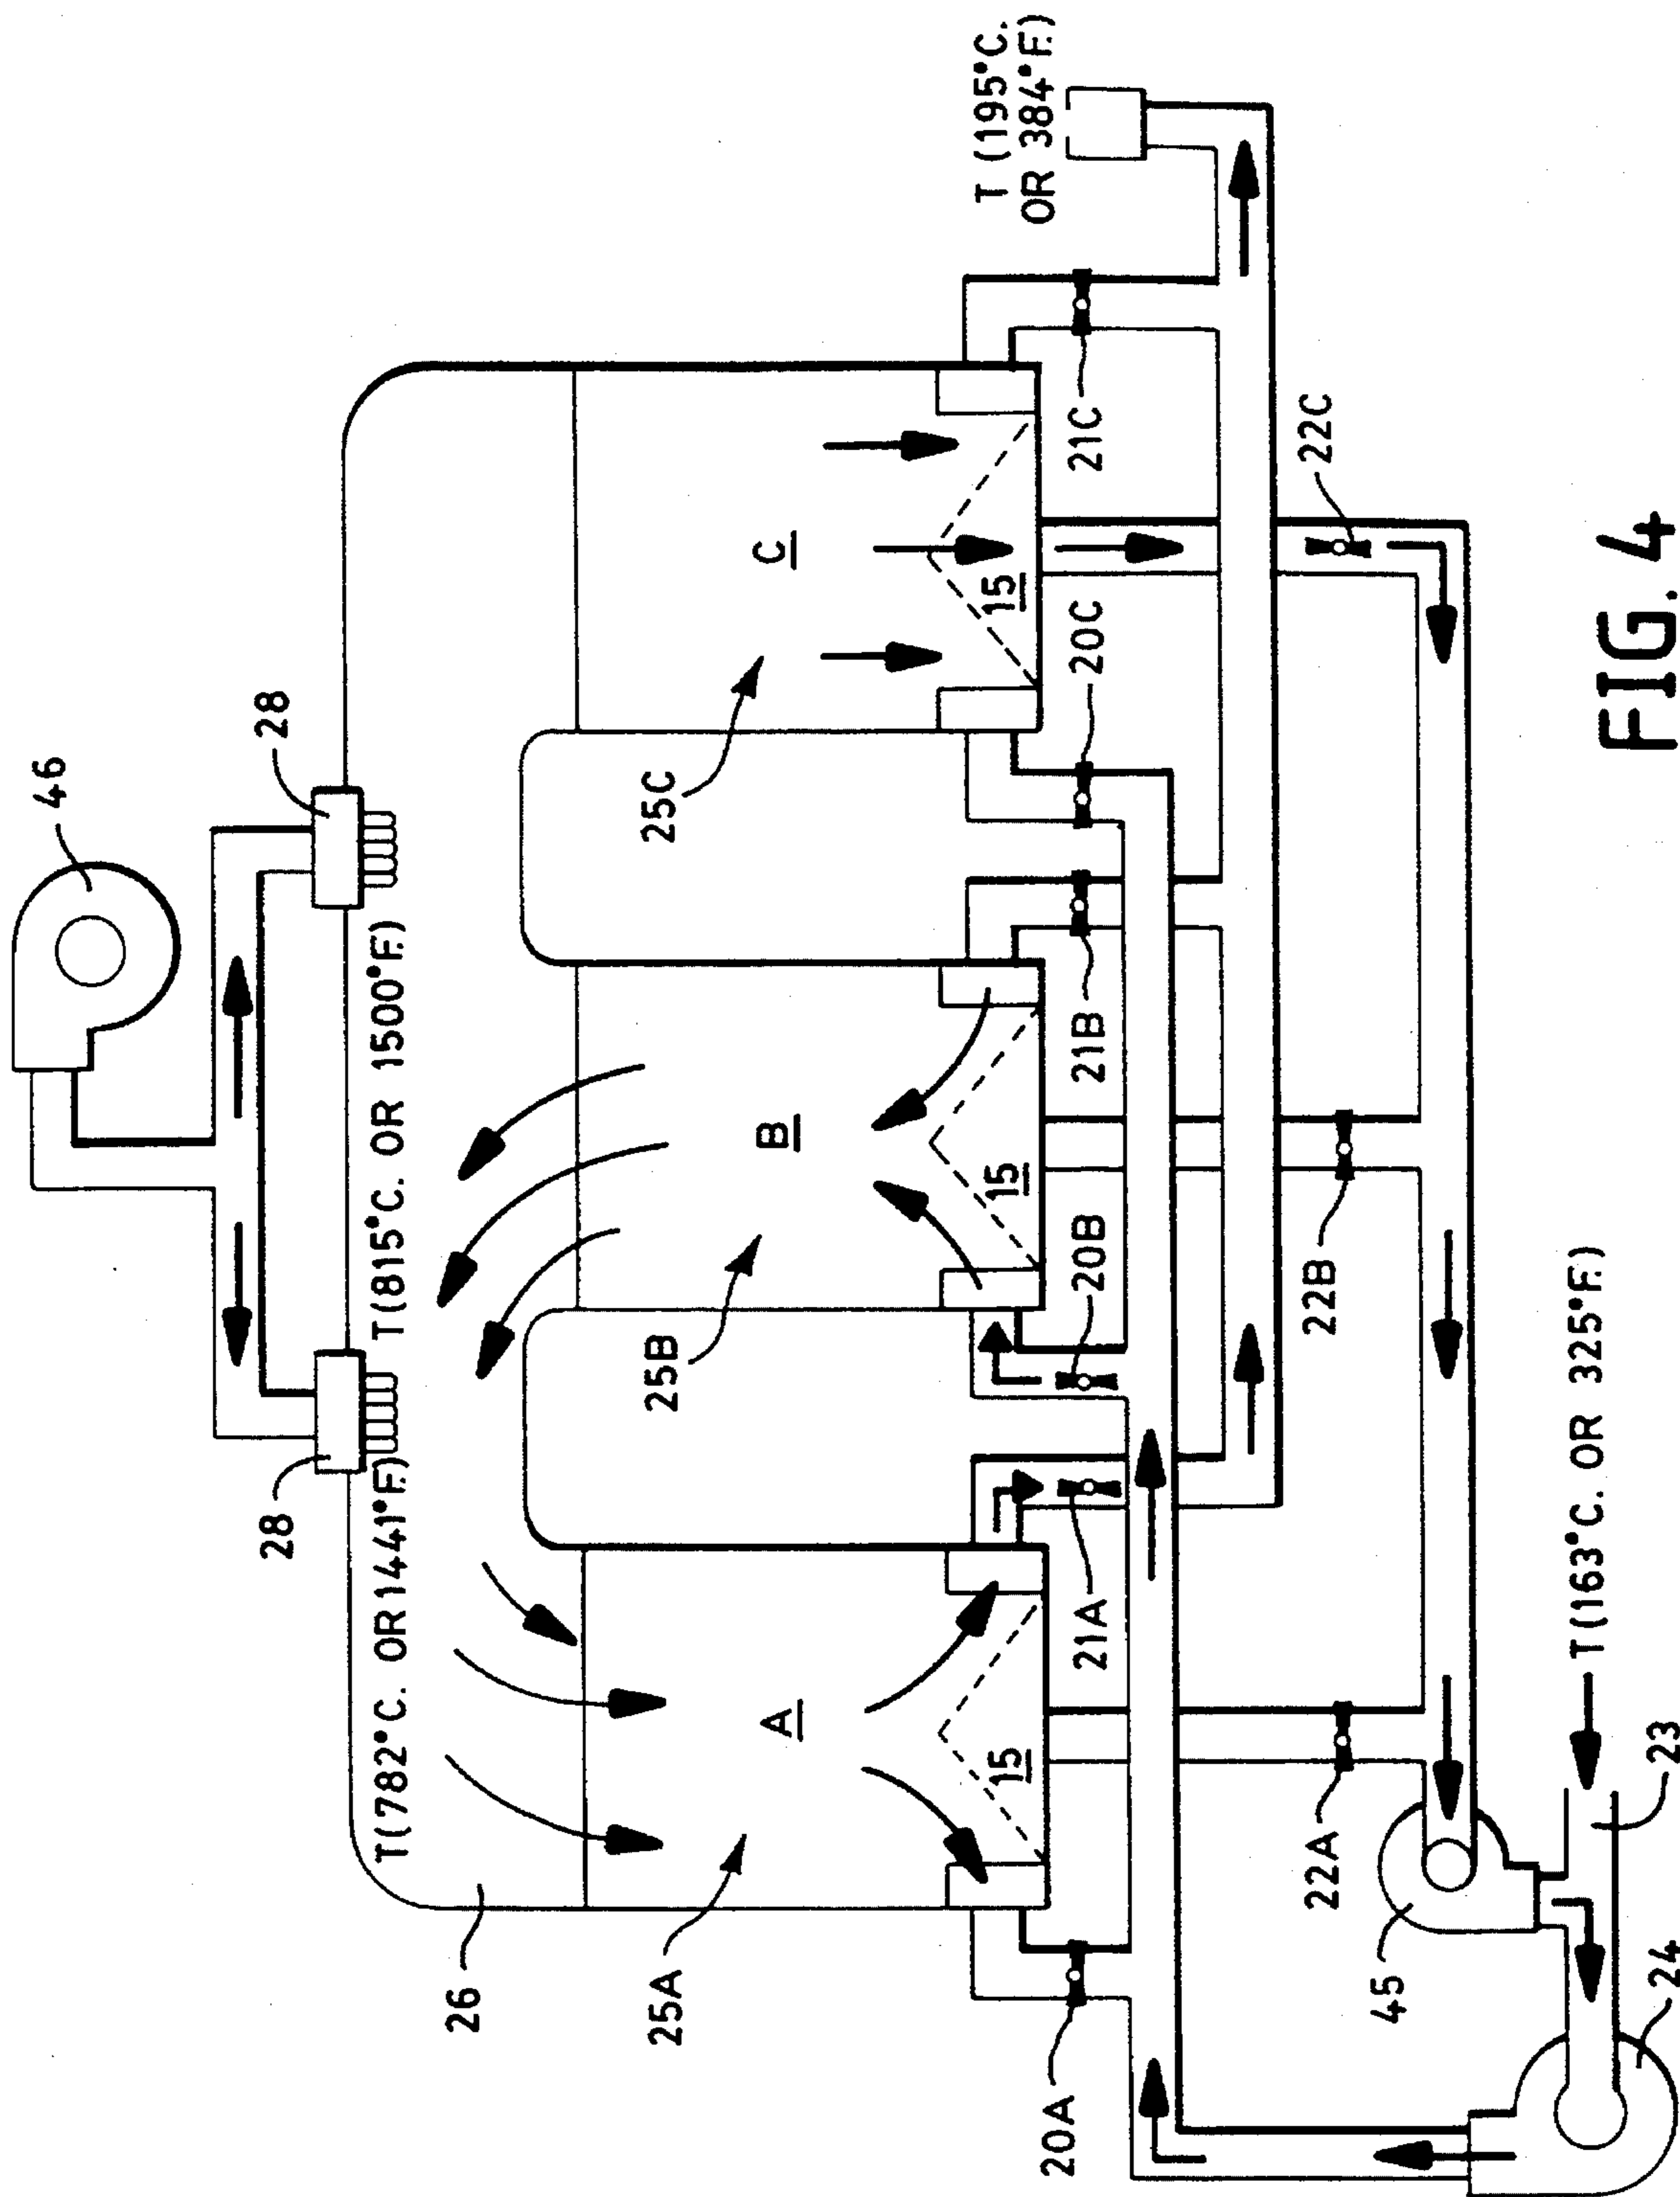 46
28
28
T(782°C. OR 1441°F.)
T(815°C. OR 1500°F.)
26
25A
25B
25C
A
B
C
15
15
15
T (195°C.
OR 384°F.)
20A
21A
20B
21B
20C
21C
22A
22B
22C
45
24
23
T(163°C. OR 325°F.)
FIG. 4